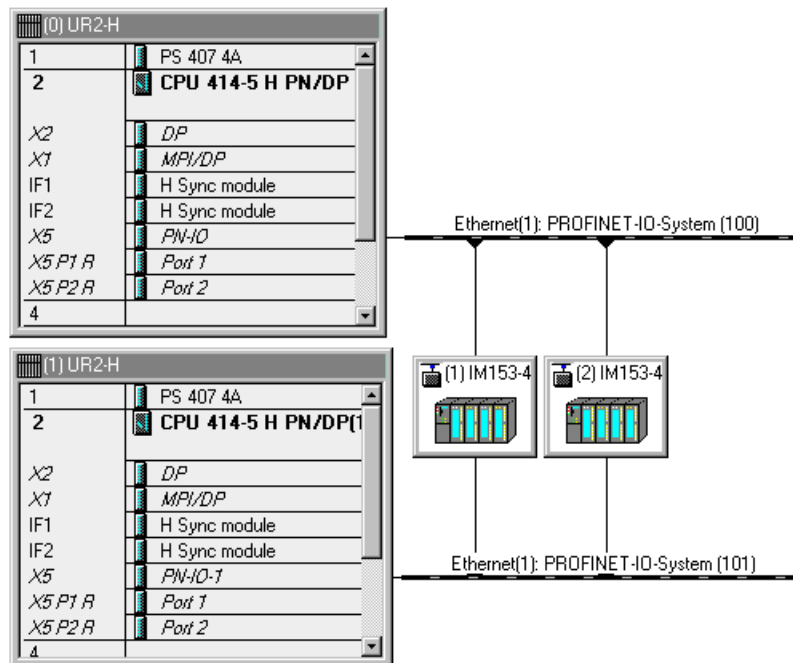 (0) UR2-H
1 PS 407 4A
2 CPU 414-5 H PN/DP
X2 DP
X1 MPI/DP
IF1 H Sync module
IF2 H Sync module
X5 PN-IO
X5 P1 R Port 1
X5 P2 R Port 2
4
Ethernet(1): PROFINET-IO-System (100)
(1) IM153-4
(2) IM153-4
(1) UR2-H
1 PS 407 4A
2 CPU 414-5 H PN/DP(1
X2 DP
X1 MPI/DP
IF1 H Sync module
IF2 H Sync module
X5 PN-IO-1
X5 P1 R Port 1
X5 P2 R Port 2
4
Ethernet(1): PROFINET-IO-System (101)